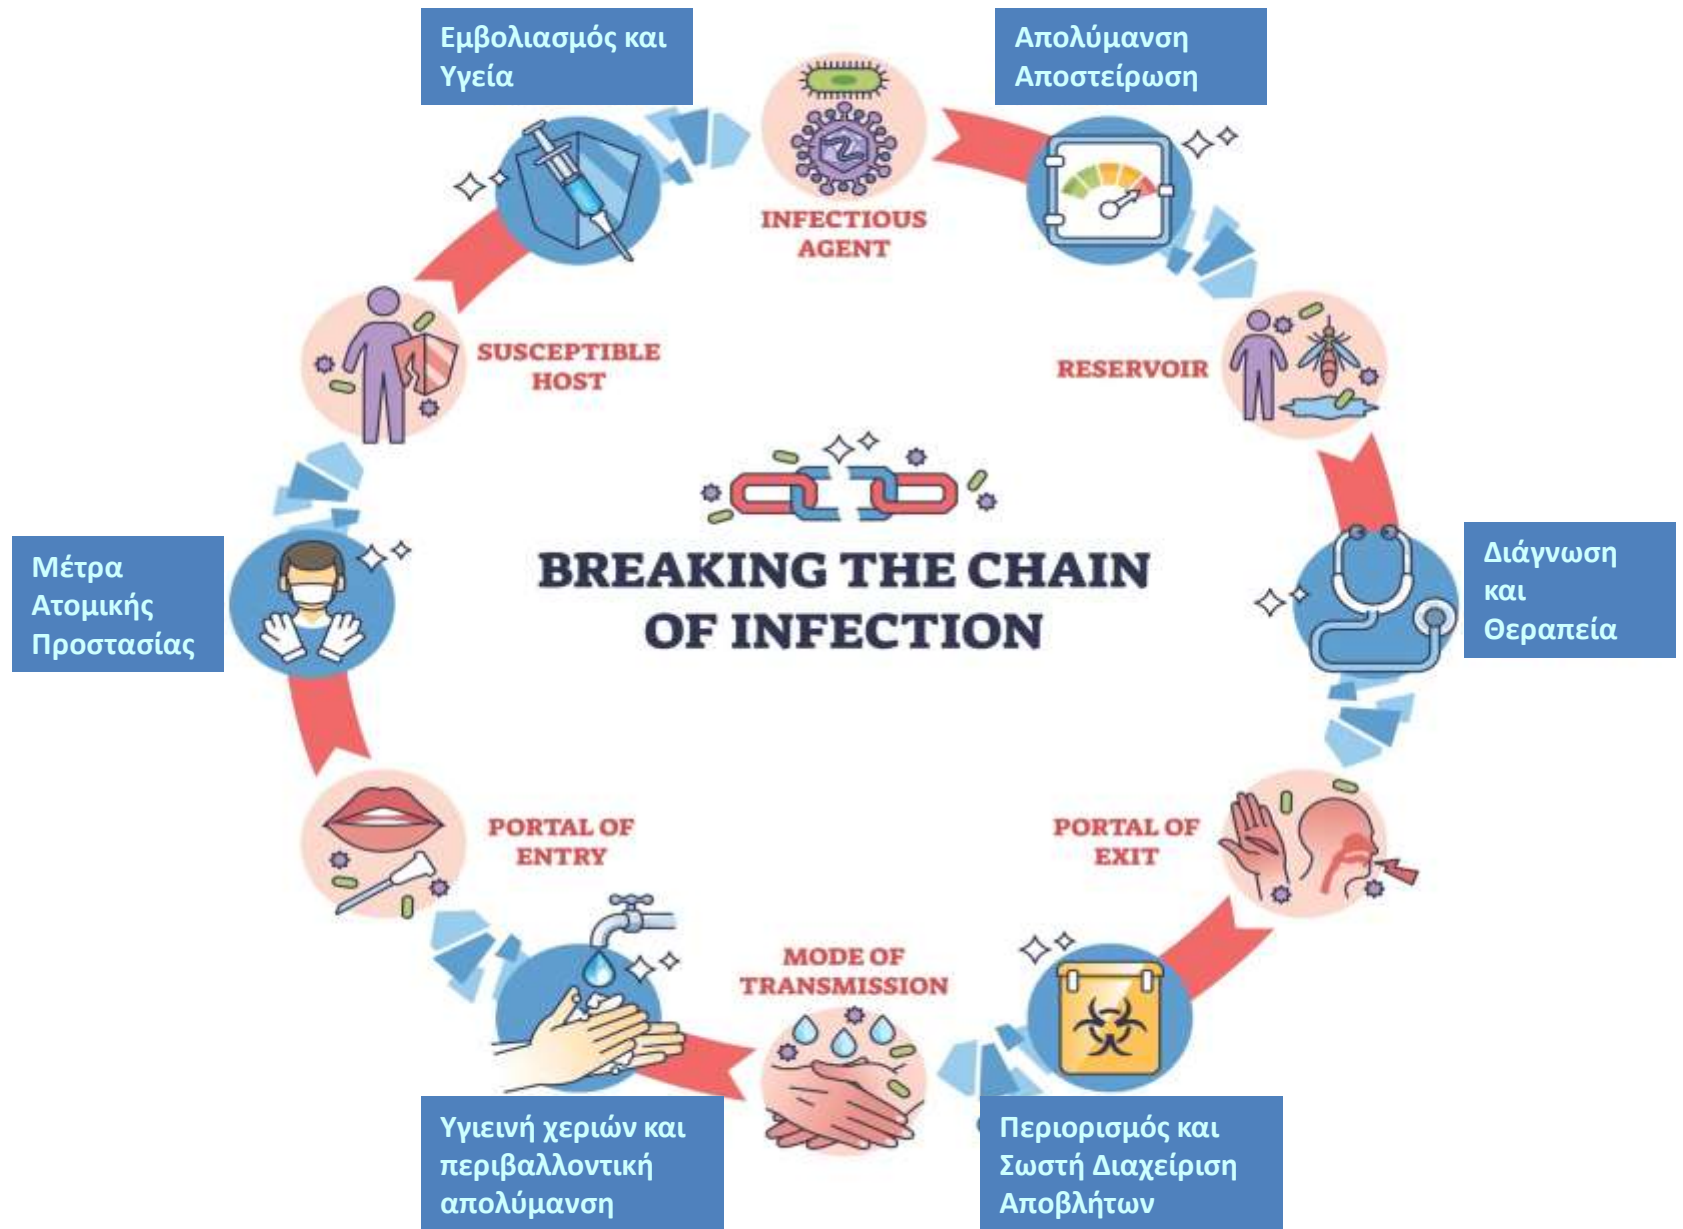 Εμβολιασμός και
Υγεία
Απολύμανση
Αποστείρωση
INFECTIOUS
AGENT
SUSCEPTIBLE
HOST
RESERVOIR
BREAKING THE CHAIN
OF INFECTION
Μέτρα
Ατομικής
Προστασίας
Διάγνωση
και
Θεραπεία
PORTAL OF
ENTRY
PORTAL OF
EXIT
MODE OF
TRANSMISSION
Υγιεινή χεριών και
περιβαλλοντική
απολύμανση
Περιορισμός και
Σωστή Διαχείριση
Αποβλήτων